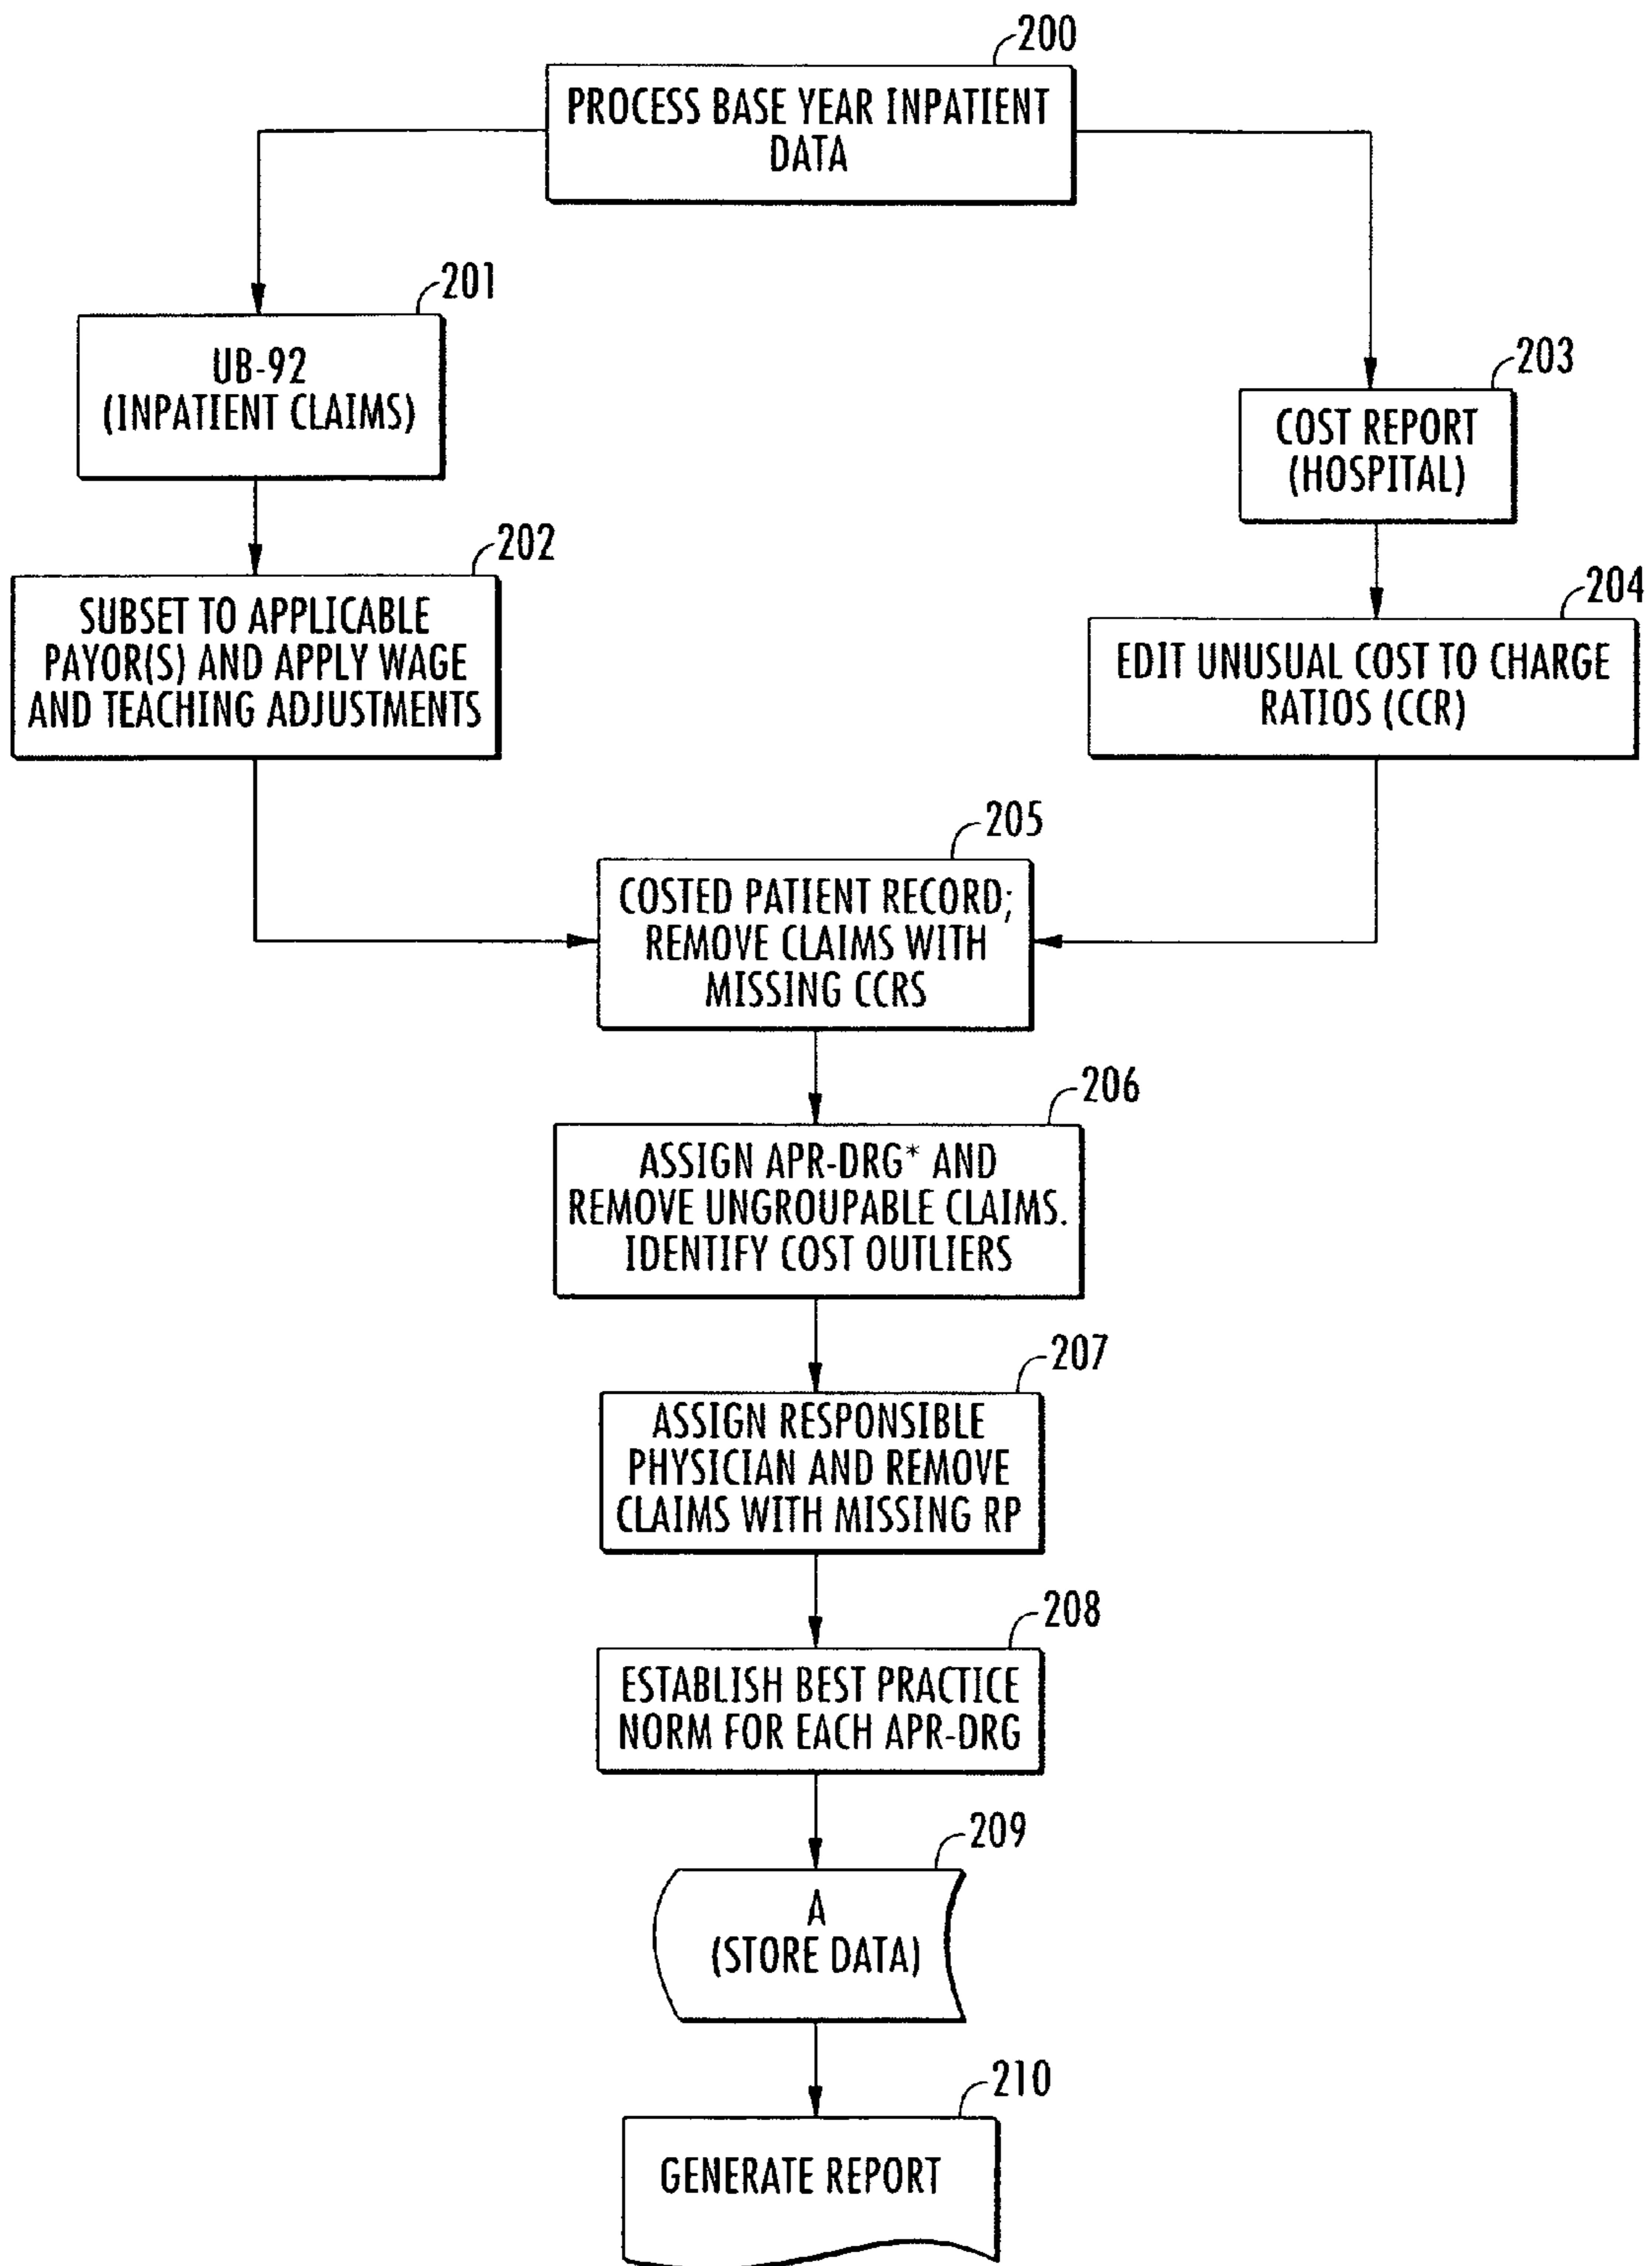 200
PROCESS BASE YEAR INPATIENT
DATA
201
UB-92
(INPATIENT CLAIMS)
203
COST REPORT
(HOSPITAL)
202
SUBSET TO APPLICABLE
PAYOR(S) AND APPLY WAGE
AND TEACHING ADJUSTMENTS
204
EDIT UNUSUAL COST TO CHARGE
RATIOS (CCR)
205
COSTED PATIENT RECORD;
REMOVE CLAIMS WITH
MISSING CCRS
206
ASSIGN APR-DRG* AND
REMOVE UNGROUPABLE CLAIMS.
IDENTIFY COST OUTLIERS
207
ASSIGN RESPONSIBLE
PHYSICIAN AND REMOVE
CLAIMS WITH MISSING RP
208
ESTABLISH BEST PRACTICE
NORM FOR EACH APR-DRG
209
A
(STORE DATA)
210
GENERATE REPORT